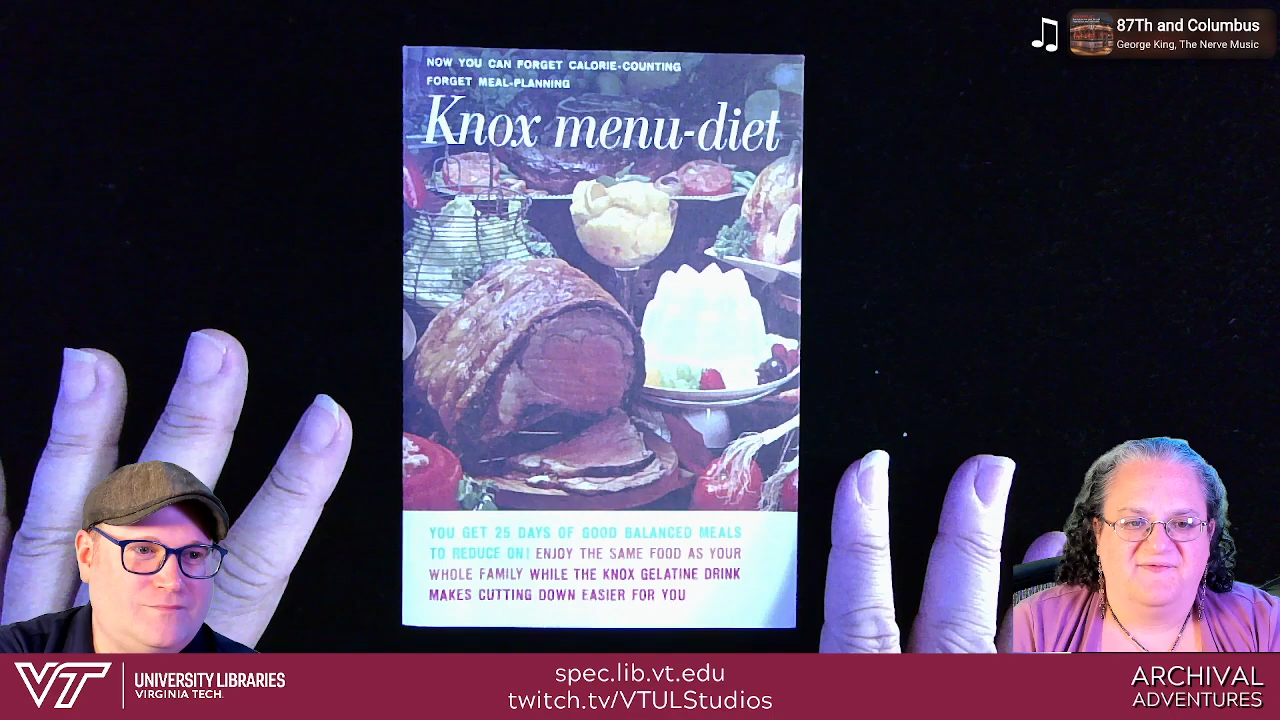 87Th and Columbus
George King, The Nerve Music
NOW YOU CAN FORGET CALORIE-COUNTING
FORGET MEAL-PLANNING
Knox menu-diet
YOU GET 25 DAYS OF GOOD BALANCED MEALS
TO REDUCE ON! ENJOY THE SAME FOOD AS YOUR
WHOLE FAMILY WHILE THE KNOX GELATINE DRINK
MAKES CUTTING DOWN EASIER FOR YOU
VT
UNIVERSITY LIBRARIES
VIRGINIA TECH.
spec.lib.vt.edu
twitch.tv/VTULStudios
ARCHIVAL
ADVENTURES